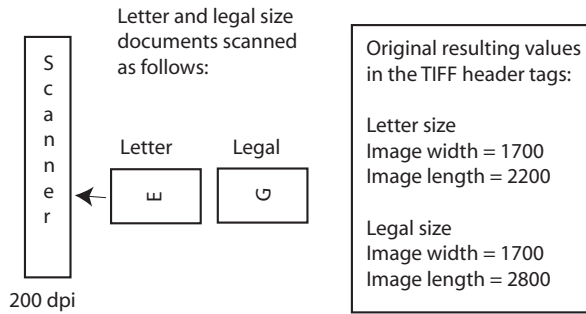 Scanner
200 dpi
Letter and legal size
documents scanned
as follows:
Letter
Legal
E
G
Original resulting values
in the TIFF header tags:
Letter size
Image width = 1700
Image length = 2200
Legal size
Image width = 1700
Image length = 2800